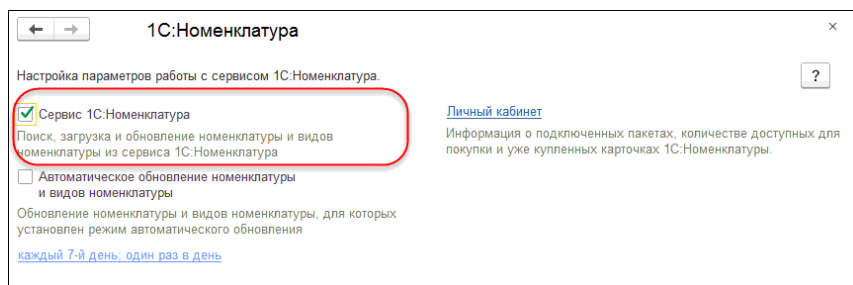 1С:Номенклатура
Настройка параметров работы с сервисом 1С:Номенклатура.
?
Сервис 1С:Номенклатура
Личный кабинет
Поиск, загрузка и обновление номенклатуры и видов
номенклатуры из сервиса 1С:Номенклатура
Информация о подключенных пакетах, количестве доступных для
покупки и уже купленных карточках 1С:Номенклатуры.
Автоматическое обновление номенклатуры
и видов номенклатуры
Обновление номенклатуры и видов номенклатуры, для которых
установлен режим автоматического обновления
каждый 7-й день; один раз в день